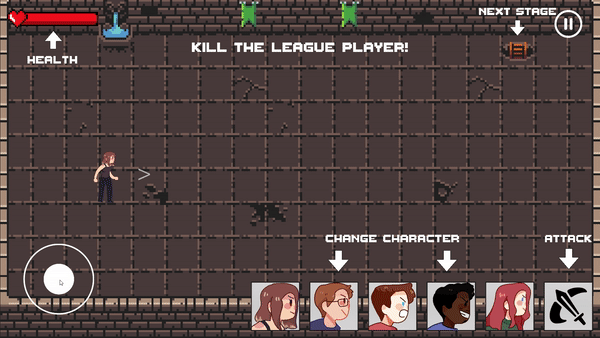 NEXT STAGE
KILL THE LEAGUE PLAYER!
HEALTH
>
CHANGE CHARACTER
ATTACK